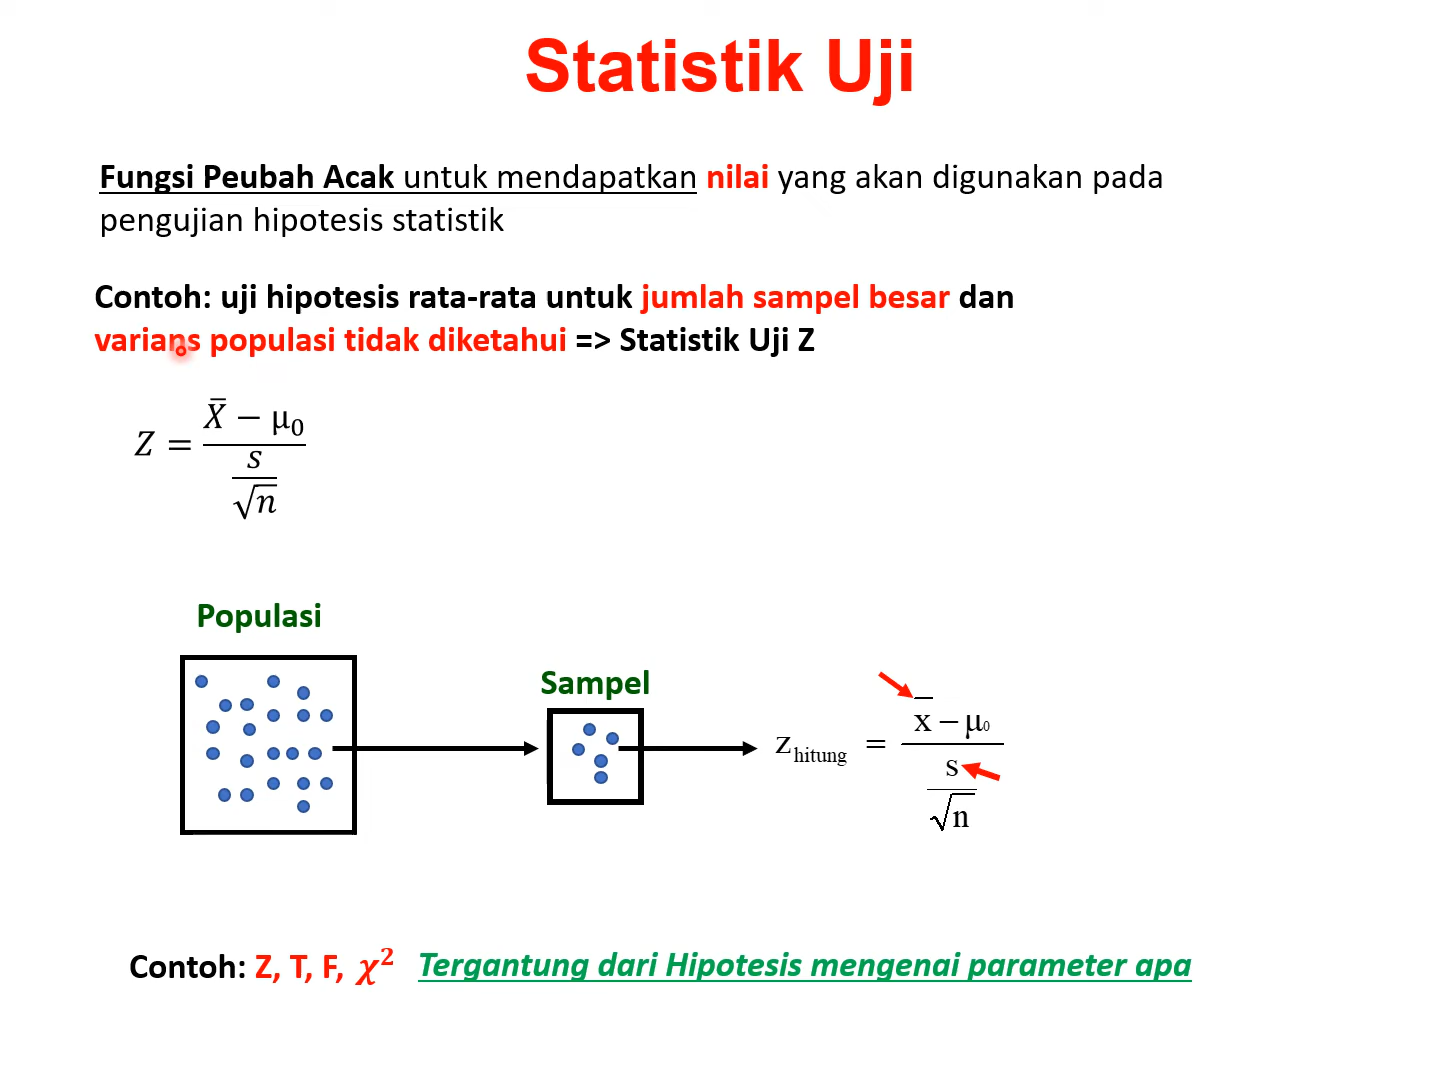 Statistik Uji
Fungsi Peubah Acak untuk mendapatkan nilai yang akan digunakan pada
pengujian hipotesis statistik
Contoh: uji hipotesis rata-rata untuk jumlah sampel besar dan
varians populasi tidak diketahui => Statistik Uji Z
Z = (X̄ − μ₀) / (s / √n)
Populasi
Sampel
z hitung = (x̄ − μ₀) / (s / √n)
Contoh: Z, T, F, χ² Tergantung dari Hipotesis mengenai parameter apa